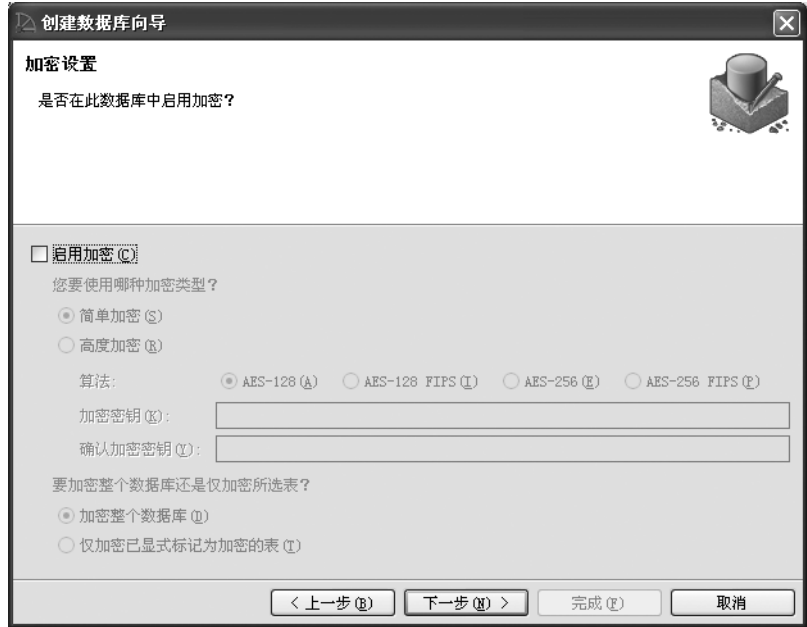 创建数据库向导
加密设置
是否在此数据库中启用加密?
启用加密(C)
您要使用哪种加密类型?
简单加密(S)
高度加密(R)
算法: AES-128(A) AES-128 FIPS(I) AES-256(E) AES-256 FIPS(P)
加密密钥(K):
确认加密密钥(Y):
要加密整个数据库还是仅加密所选表?
加密整个数据库(D)
仅加密已显式标记为加密的表(T)
< 上一步(B) 下一步(N) > 完成(F) 取消